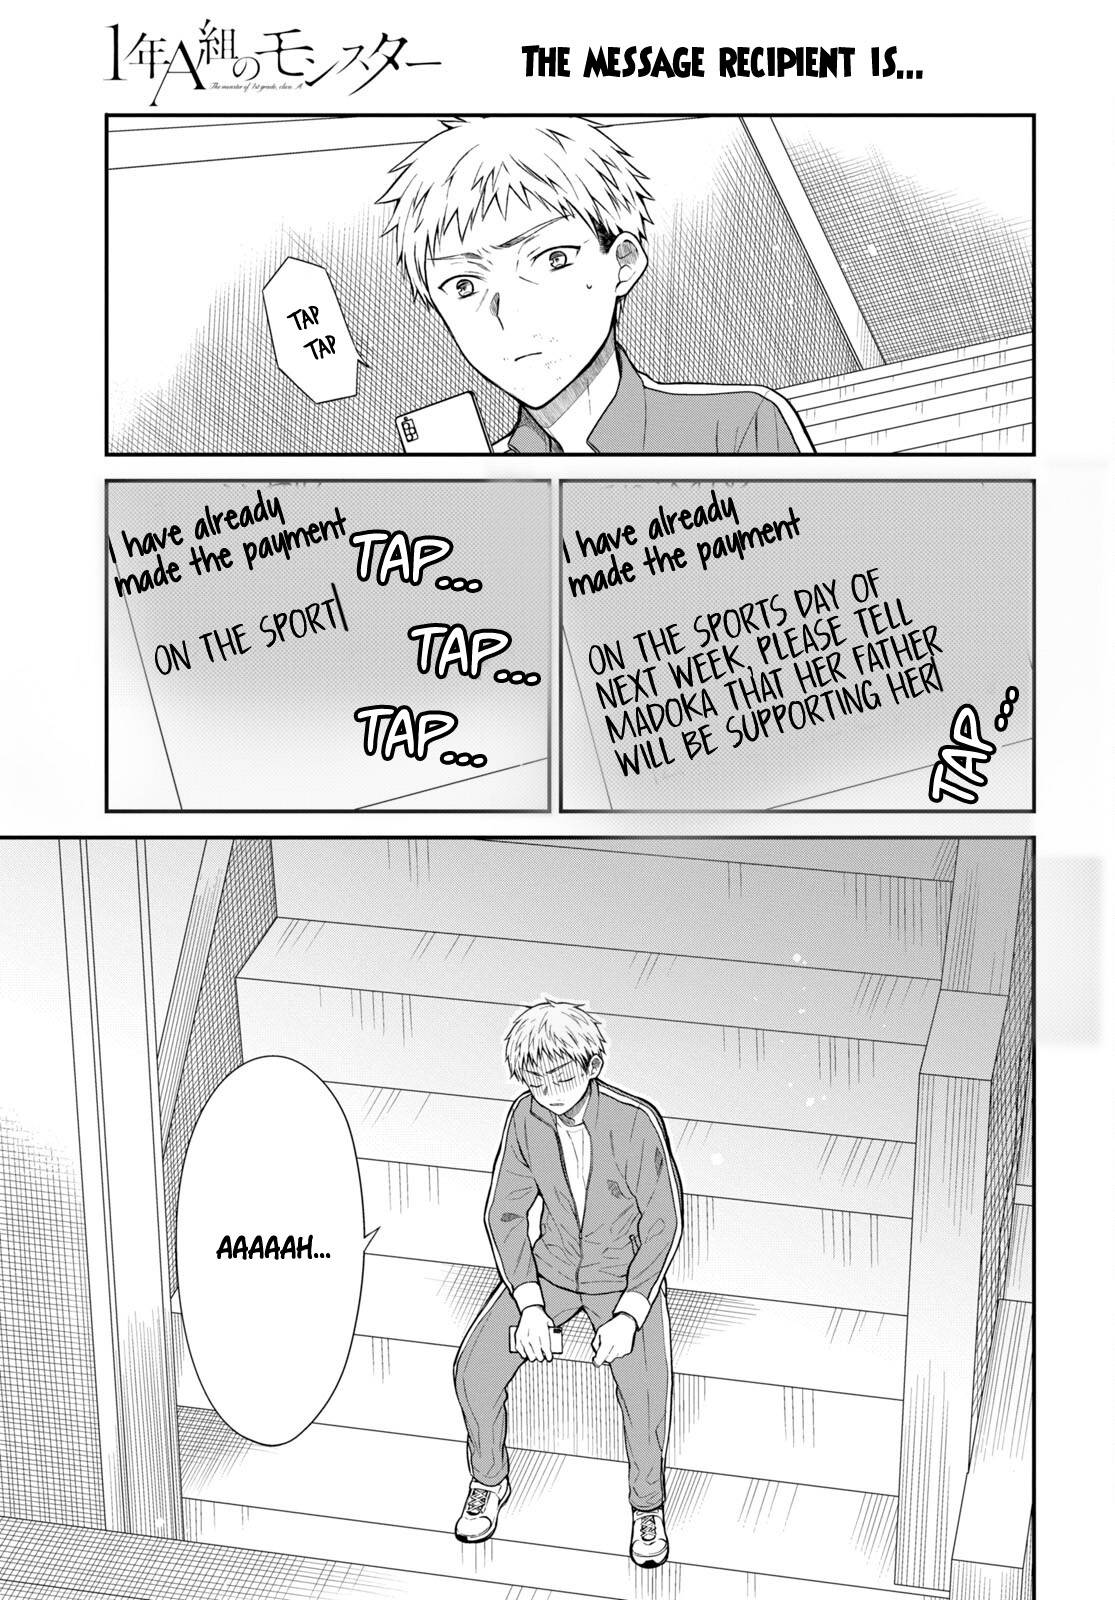 1年A組のモンスター
The monster of 1st grade, class A
THE MESSAGE RECIPIENT IS...
TAP
TAP
I have already
made the payment
ON THE SPORT|
TAP...
TAP...
TAP...
I have already
made the payment
ON THE SPORTS DAY OF
NEXT WEEK, PLEASE TELL
MADOKA THAT HER FATHER
WILL BE SUPPORTING HER|
TAP...
AAAAAH...